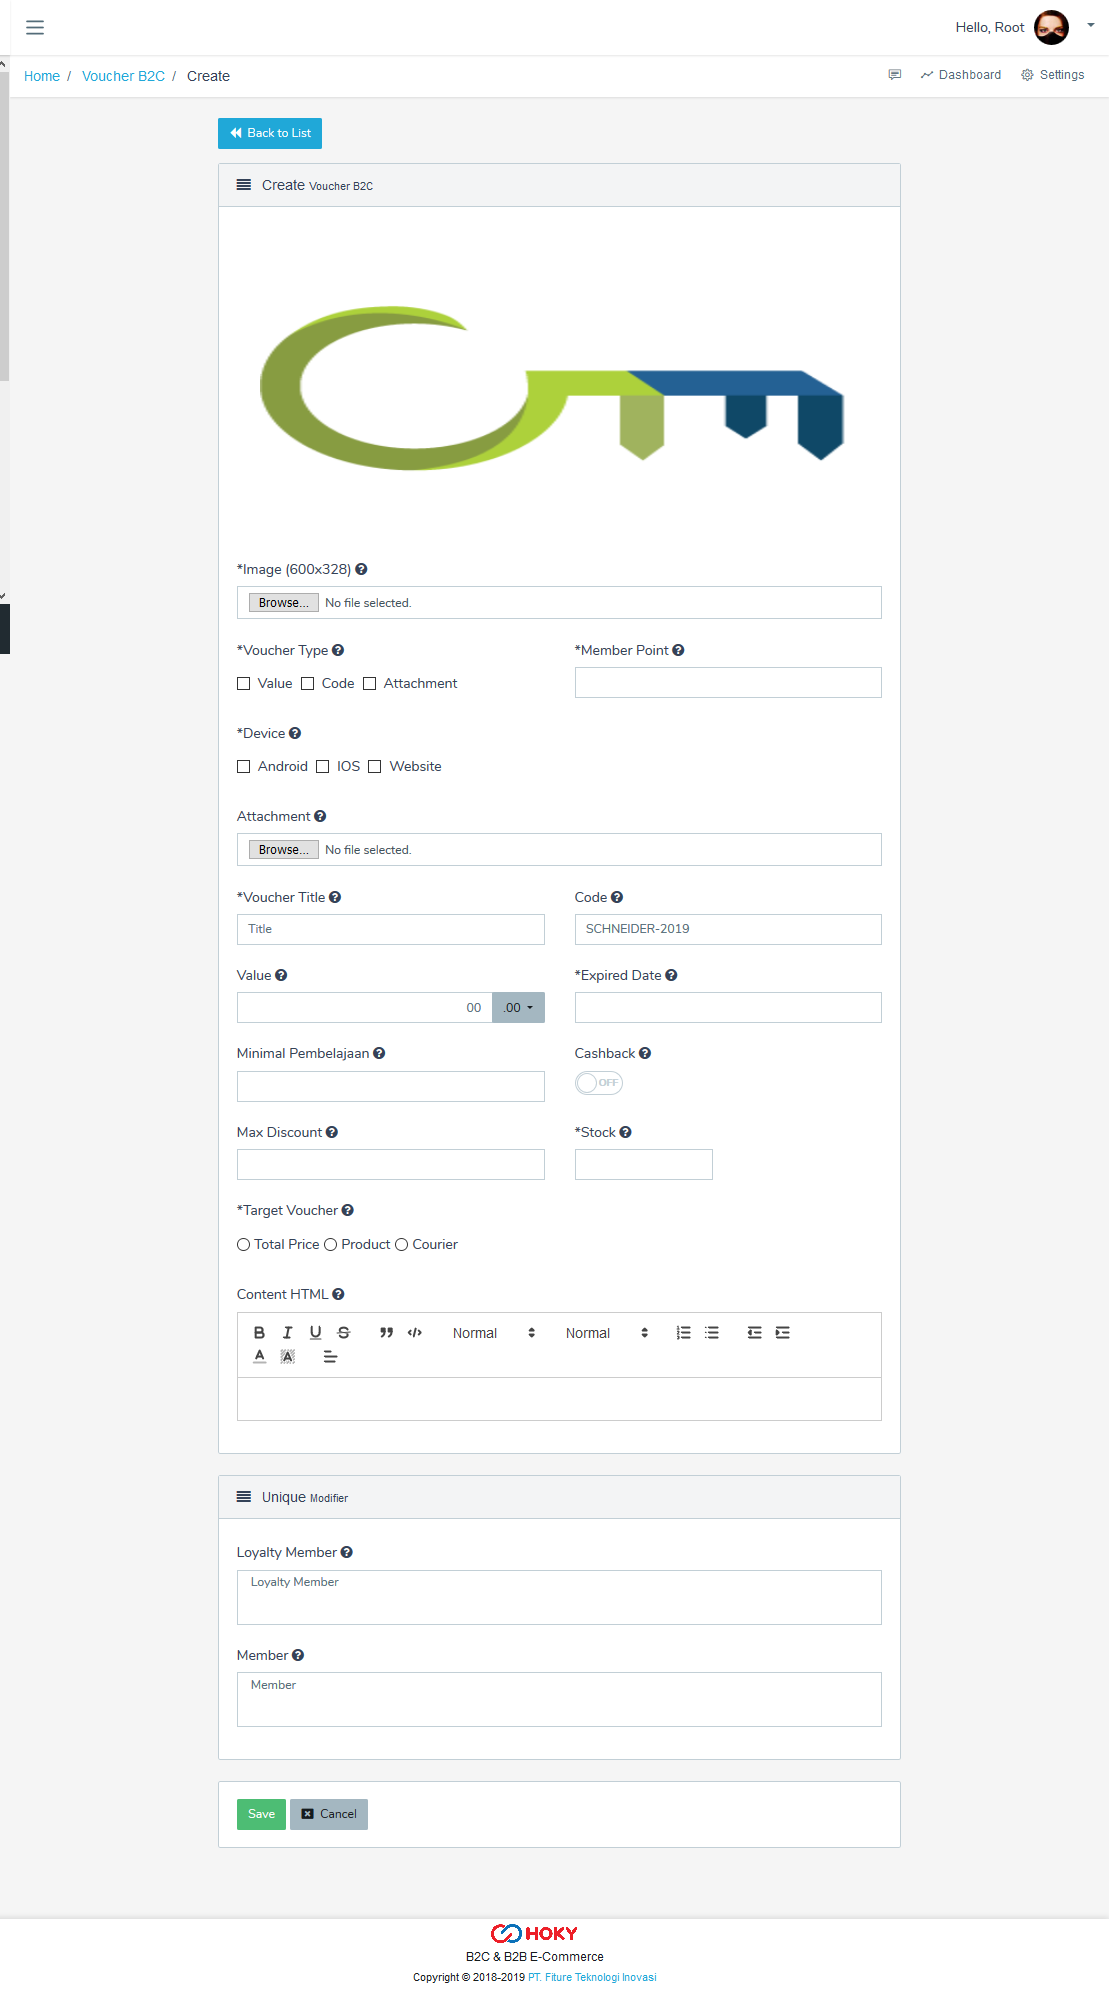 Hello, Root
Home / Voucher B2C / Create
Dashboard
Settings
Back to List
Create Voucher B2C
*Image (600x328)
Browse... No file selected.
*Voucher Type
*Member Point
Value Code Attachment
*Device
Android IOS Website
Attachment
Browse... No file selected.
*Voucher Title
Code
Title
SCHNEIDER-2019
Value
*Expired Date
00 .00
Minimal Pembelajaan
Cashback
OFF
Max Discount
*Stock
*Target Voucher
Total Price Product Courier
Content HTML
Normal Normal
Unique Modifier
Loyalty Member
Loyalty Member
Member
Member
Save Cancel
HOKY
B2C & B2B E-Commerce
Copyright © 2018-2019 PT. Fiture Teknologi Inovasi